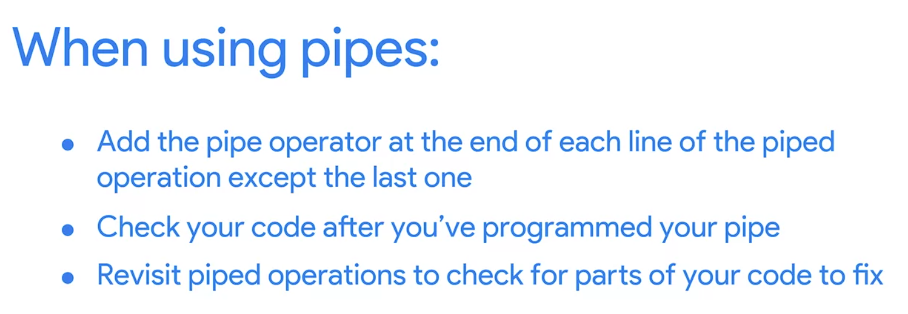 When using pipes:
• Add the pipe operator at the end of each line of the piped
operation except the last one
• Check your code after you’ve programmed your pipe
• Revisit piped operations to check for parts of your code to fix